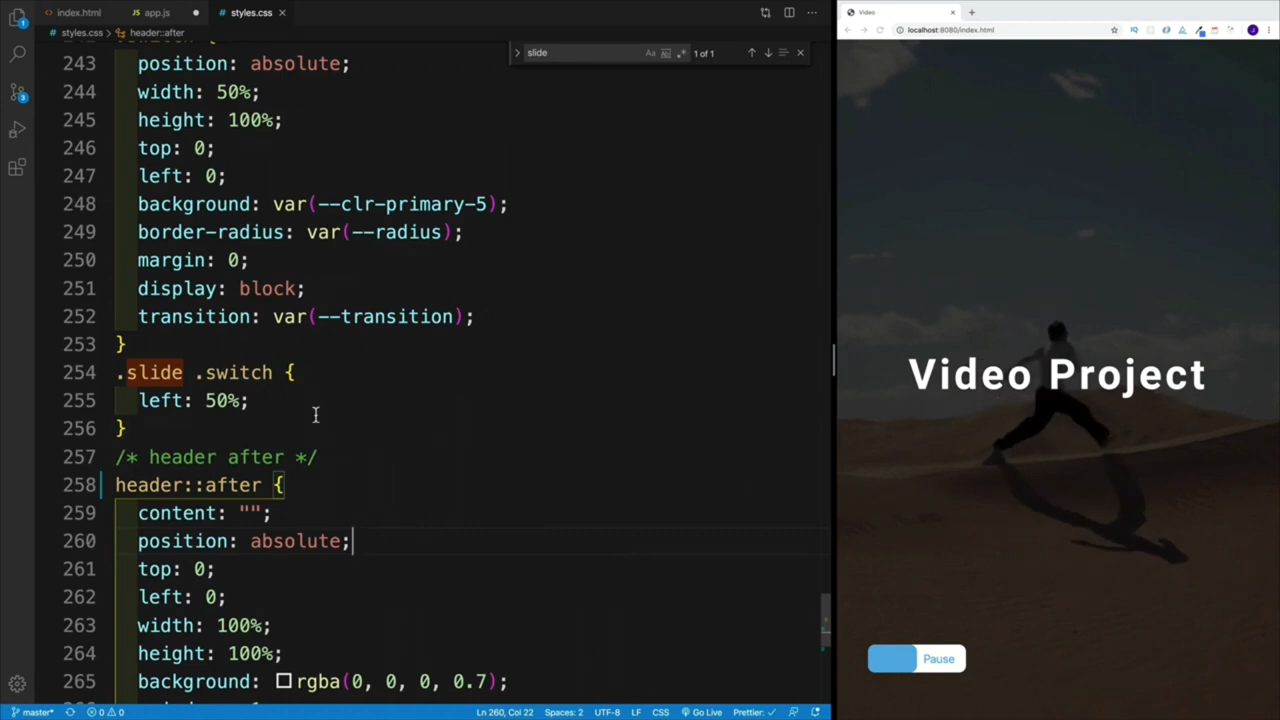 index.html
app.js
styles.css
styles.css
header::after
slide
1 of 1
243 position: absolute;
244 width: 50%;
245 height: 100%;
246 top: 0;
247 left: 0;
248 background: var(--clr-primary-5);
249 border-radius: var(--radius);
250 margin: 0;
251 display: block;
252 transition: var(--transition);
253 }
254 .slide .switch {
255 left: 50%;
256 }
257 /* header after */
258 header::after {
259 content: "";
260 position: absolute;
261 top: 0;
262 left: 0;
263 width: 100%;
264 height: 100%;
265 background: rgba(0, 0, 0, 0.7);
master*
0 0
Ln 260, Col 22
Spaces: 2
UTF-8
LF
CSS
Go Live
Prettier: ✓
Video
localhost:8080/index.html
Video Project
Pause